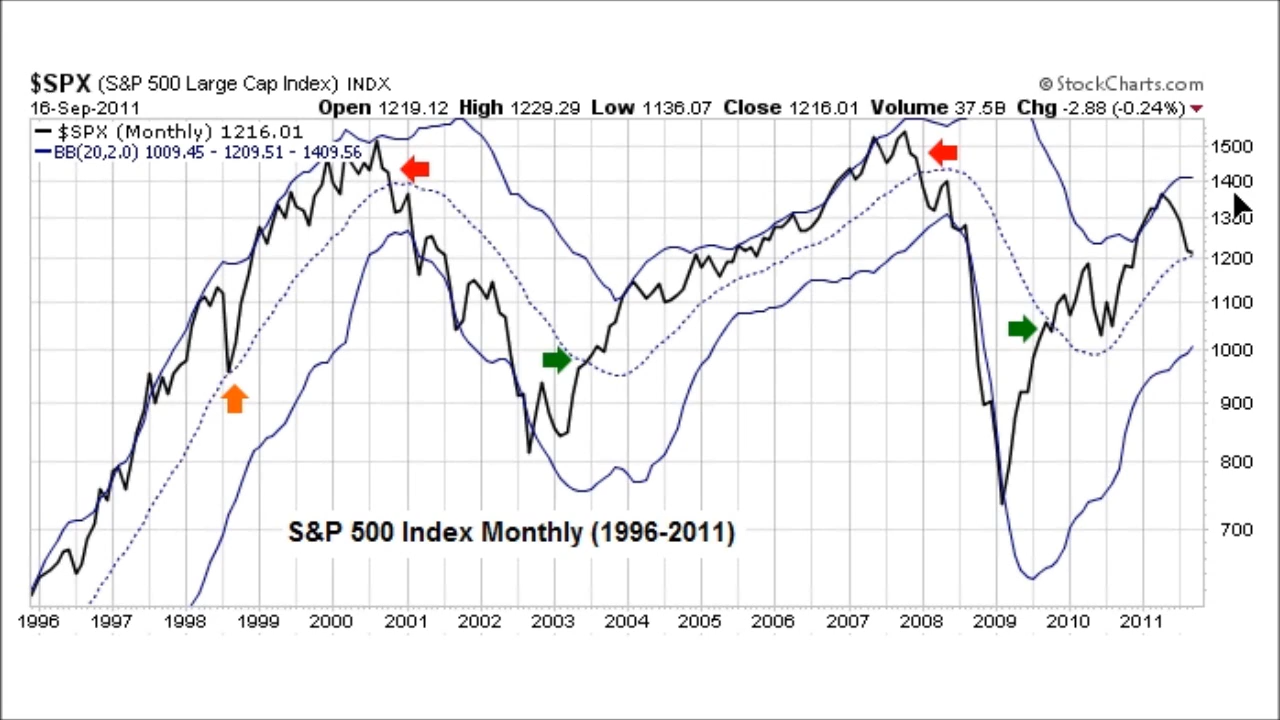 $SPX (S&P 500 Large Cap Index) INDX © StockCharts.com
16-Sep-2011 Open 1219.12 High 1229.29 Low 1136.07 Close 1216.01 Volume 37.5B Chg -2.88 (-0.24%)
$SPX (Monthly) 1216.01
BB(20,2.0) 1009.45 - 1209.51 - 1409.56
1500
1400
1300
1200
1100
1000
900
800
700
S&P 500 Index Monthly (1996-2011)
1996 1997 1998 1999 2000 2001 2002 2003 2004 2005 2006 2007 2008 2009 2010 2011